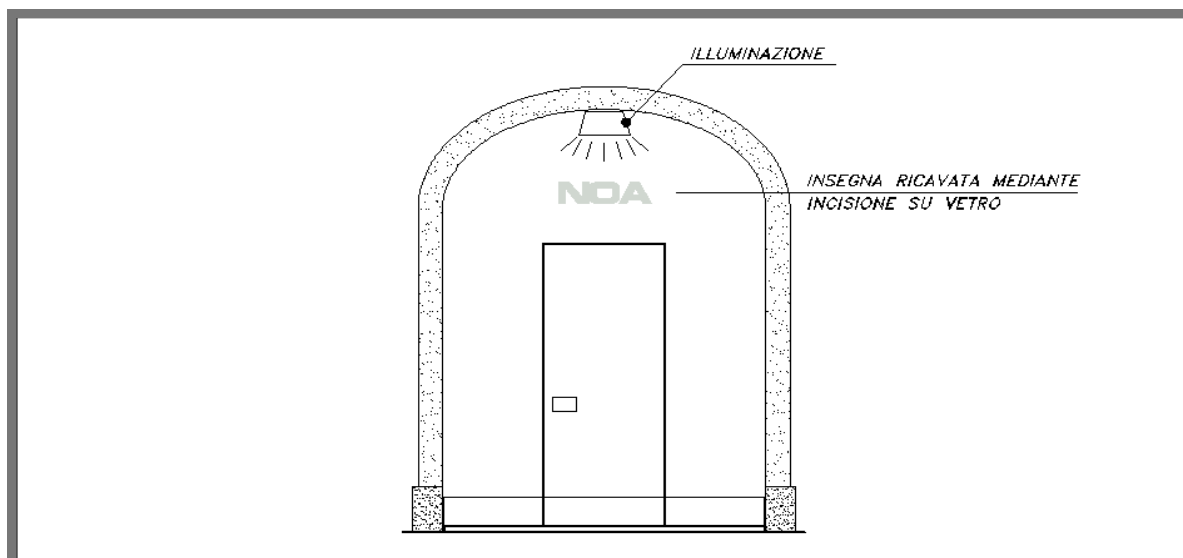 ILLUMINAZIONE
NOA
INSEGNA RICAVATA MEDIANTE
INCISIONE SU VETRO